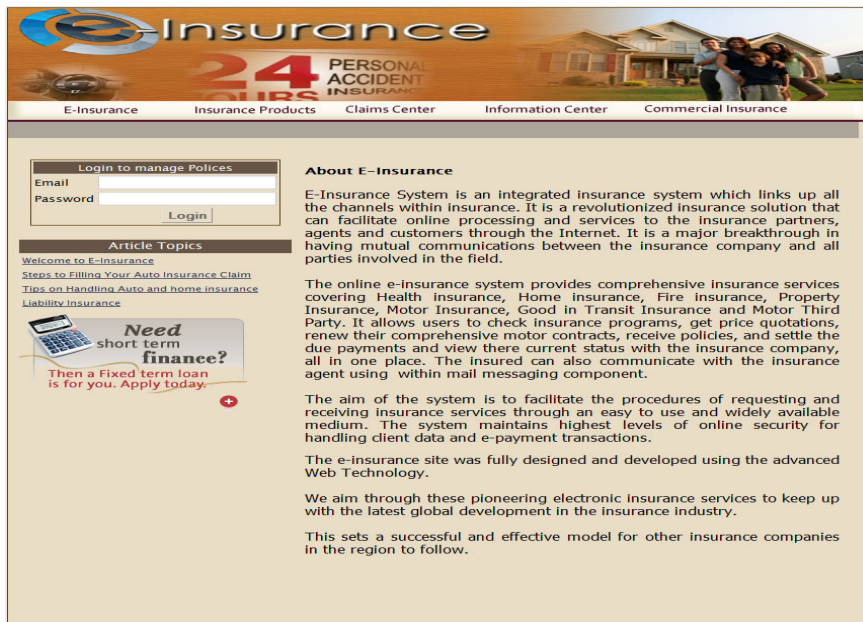 e-Insurance
24 HOURS
PERSONAL
ACCIDENT
INSURANCE
E-Insurance Insurance Products Claims Center Information Center Commercial Insurance
Login to manage Polices
Email
Password
Login
Article Topics
Welcome to E-Insurance
Steps to Filling Your Auto Insurance Claim
Tips on Handling Auto and home insurance
Liability Insurance
Need
short term
finance?
Then a Fixed term loan
is for you. Apply today.
About E-Insurance
E-Insurance System is an integrated insurance system which links up all
the channels within insurance. It is a revolutionized insurance solution that
can facilitate online processing and services to the insurance partners,
agents and customers through the Internet. It is a major breakthrough in
having mutual communications between the insurance company and all
parties involved in the field.
The online e-insurance system provides comprehensive insurance services
covering Health insurance, Home insurance, Fire insurance, Property
Insurance, Motor Insurance, Good in Transit Insurance and Motor Third
Party. It allows users to check insurance programs, get price quotations,
renew their comprehensive motor contracts, receive policies, and settle the
due payments and view there current status with the insurance company,
all in one place. The insured can also communicate with the insurance
agent using within mail messaging component.
The aim of the system is to facilitate the procedures of requesting and
receiving insurance services through an easy to use and widely available
medium. The system maintains highest levels of online security for
handling client data and e-payment transactions.
The e-insurance site was fully designed and developed using the advanced
Web Technology.
We aim through these pioneering electronic insurance services to keep up
with the latest global development in the insurance industry.
This sets a successful and effective model for other insurance companies
in the region to follow.